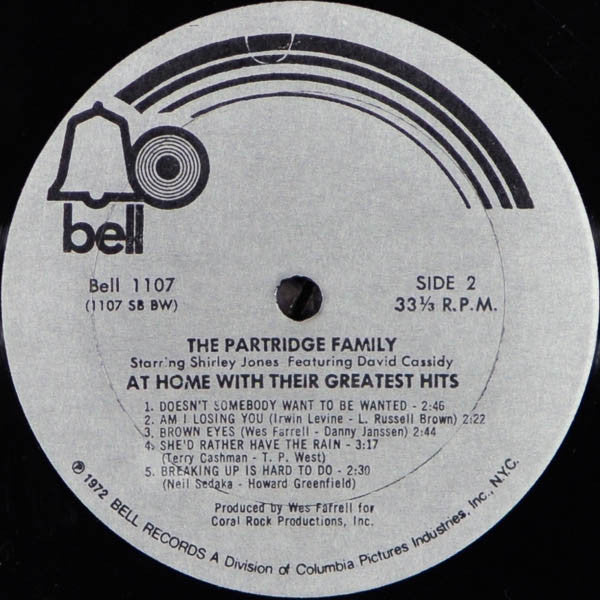 bell
Bell 1107
(1107 SB BW)
SIDE 2
33⅓ R.P.M.
THE PARTRIDGE FAMILY
Starring Shirley Jones Featuring David Cassidy
AT HOME WITH THEIR GREATEST HITS
1. DOESN'T SOMEBODY WANT TO BE WANTED - 2:46
2. AM I LOSING YOU (Irwin Levine - L. Russell Brown) 2:22
3. BROWN EYES (Wes Farrell - Danny Janssen) 2:44
4. SHE'D RATHER HAVE THE RAIN - 3:17
(Terry Cashman - T. P. West)
5. BREAKING UP IS HARD TO DO - 2:30
(Neil Sedaka - Howard Greenfield)
Produced by Wes Farrell for
Coral Rock Productions, Inc.
℗ 1972 BELL RECORDS A Division of Columbia Pictures Industries, Inc., N.Y.C.